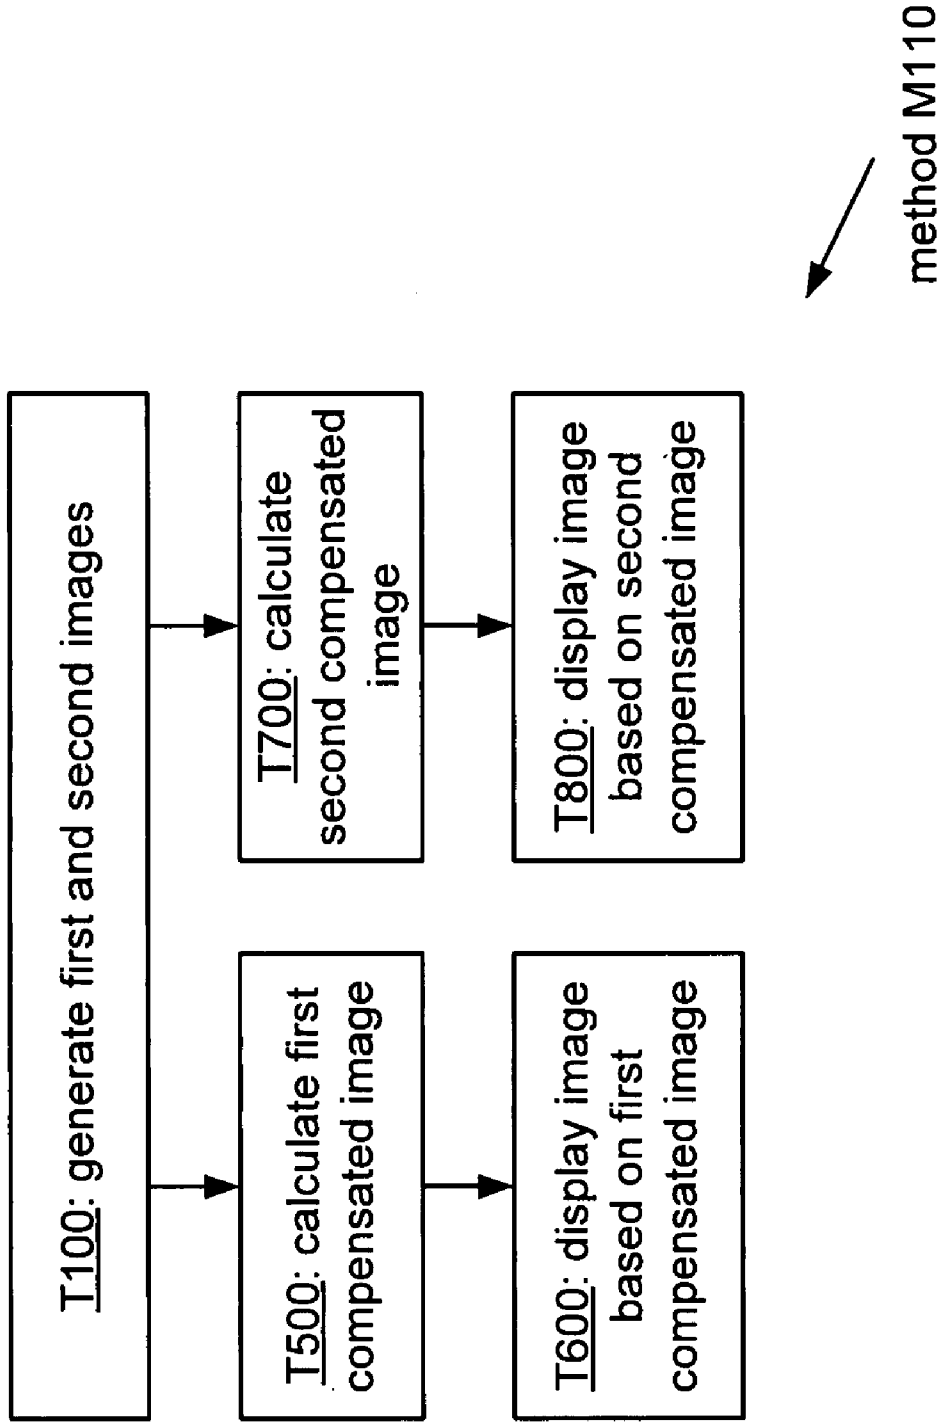 T100: generate first and second images
T500: calculate first
compensated image
T700: calculate
second compensated
image
T600: display image
based on first
compensated image
T800: display image
based on second
compensated image
method M110